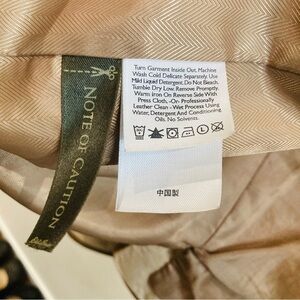 NOTE OF CAUTION
Turn Garment Inside Out, Machine
Wash Cold Delicate Separately. Use
Mild Liquid Detergent. Do Not Bleach.
Tumble Dry Low. Remove Promptly.
Warm Iron On Reverse Side With
Press Cloth, -Or- Professionally
Leather Clean - Wet Process Using
Water, Detergent And Conditioning
Oils. No Solvents.
中国製